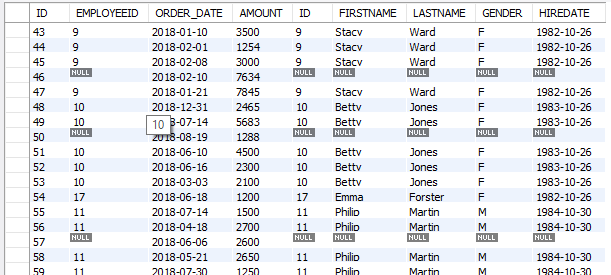 ID EMPLOYEEID ORDER_DATE AMOUNT ID FIRSTNAME LASTNAME GENDER HIREDATE
43 9 2018-01-10 3500 9 Stacy Ward F 1982-10-26
44 9 2018-02-01 1254 9 Stacy Ward F 1982-10-26
45 9 2018-02-08 3000 9 Stacy Ward F 1982-10-26
46 NULL 2018-02-10 7634 NULL NULL NULL NULL NULL
47 9 2018-01-21 7845 9 Stacy Ward F 1982-10-26
48 10 2018-12-31 2465 10 Betty Jones F 1983-10-26
49 10 2018-07-14 5683 10 Betty Jones F 1983-10-26
10
50 NULL 2018-08-19 1288 NULL NULL NULL NULL NULL
51 10 2018-06-10 4500 10 Betty Jones F 1983-10-26
52 10 2018-06-16 2300 10 Betty Jones F 1983-10-26
53 10 2018-03-03 2100 10 Betty Jones F 1983-10-26
54 17 2018-06-18 1200 17 Emma Forster F 1982-10-26
55 11 2018-07-14 1500 11 Philip Martin M 1984-10-30
56 11 2018-04-18 2700 11 Philip Martin M 1984-10-30
57 NULL 2018-06-06 2600 NULL NULL NULL NULL NULL
58 11 2018-05-21 2650 11 Philip Martin M 1984-10-30
59 11 2018-07-30 1250 11 Philip Martin M 1984-10-30